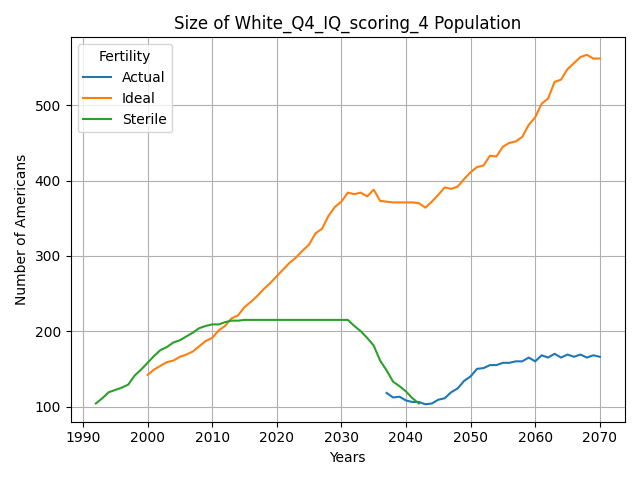 Size of White_Q4_IQ_scoring_4 Population
Fertility
Actual
Ideal
Sterile
Number of Americans
500
400
300
200
100
1990
2000
2010
2020
2030
2040
2050
2060
2070
Years